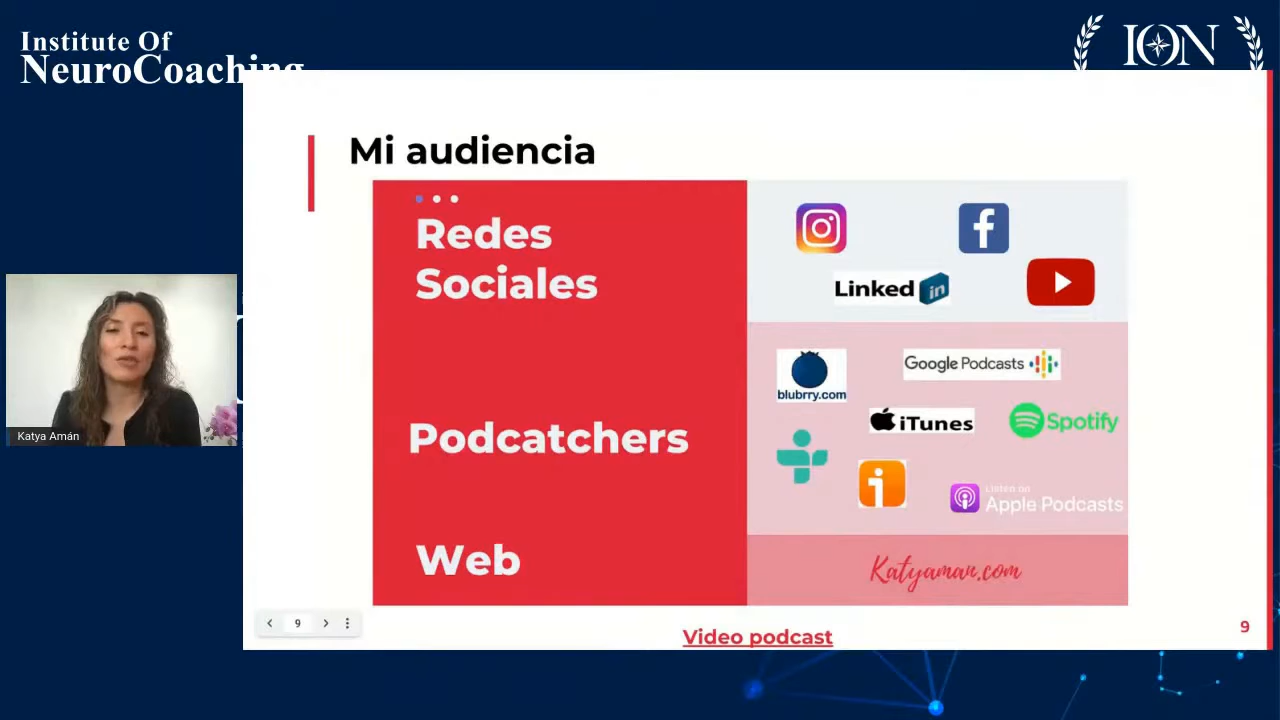 Institute Of
NeuroCoaching
ION
Mi audiencia
Redes
Sociales
Linked in
Podcatchers
blubrry.com
Google Podcasts
iTunes
Spotify
Listen on
Apple Podcasts
Web
Katyaman.com
Katya Amán
9
Video podcast
9